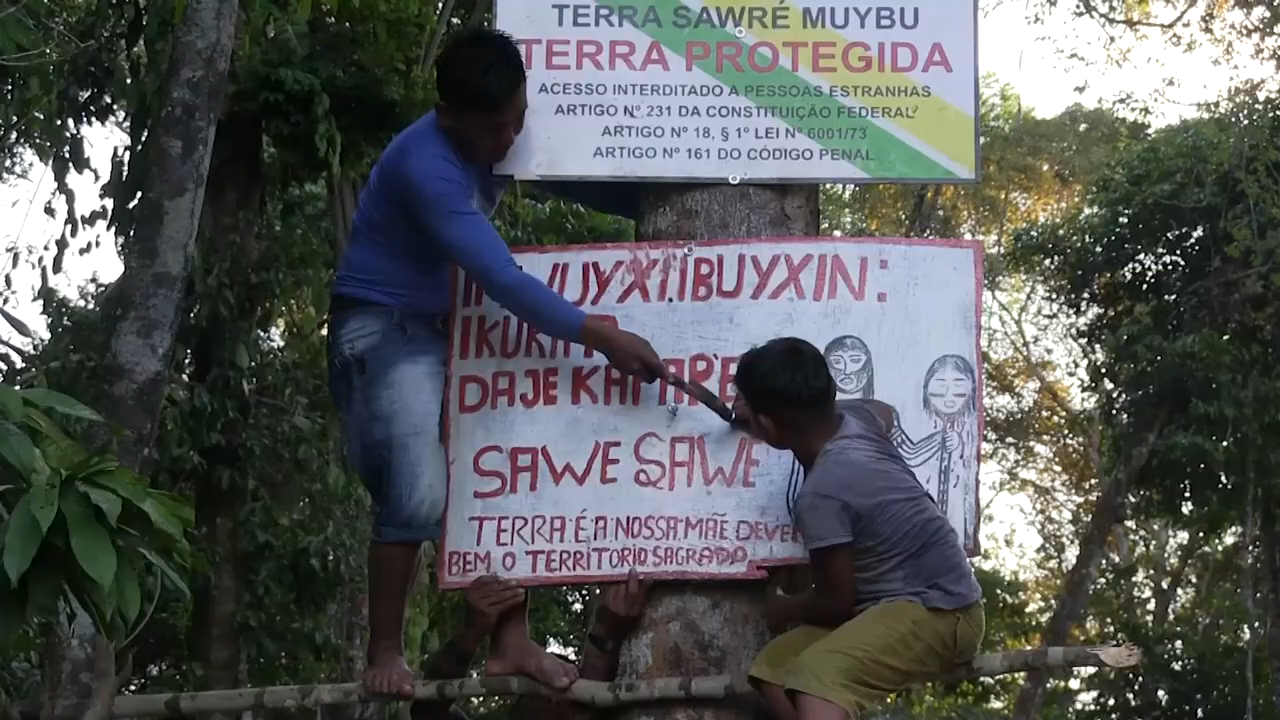 TERRA SAWRÉ MUYBU
TERRA PROTEGIDA
ACESSO INTERDITADO A PESSOAS ESTRANHAS
ARTIGO Nº 231 DA CONSTITUIÇÃO FEDERAL
ARTIGO Nº 18, § 1º LEI Nº 6001/73
ARTIGO Nº 161 DO CÓDIGO PENAL
IBUYXIN:
DAJE
SAWE SAWE
TERRA É A NOSSA MÃE
BEM O TERRITORIO SAGRADO